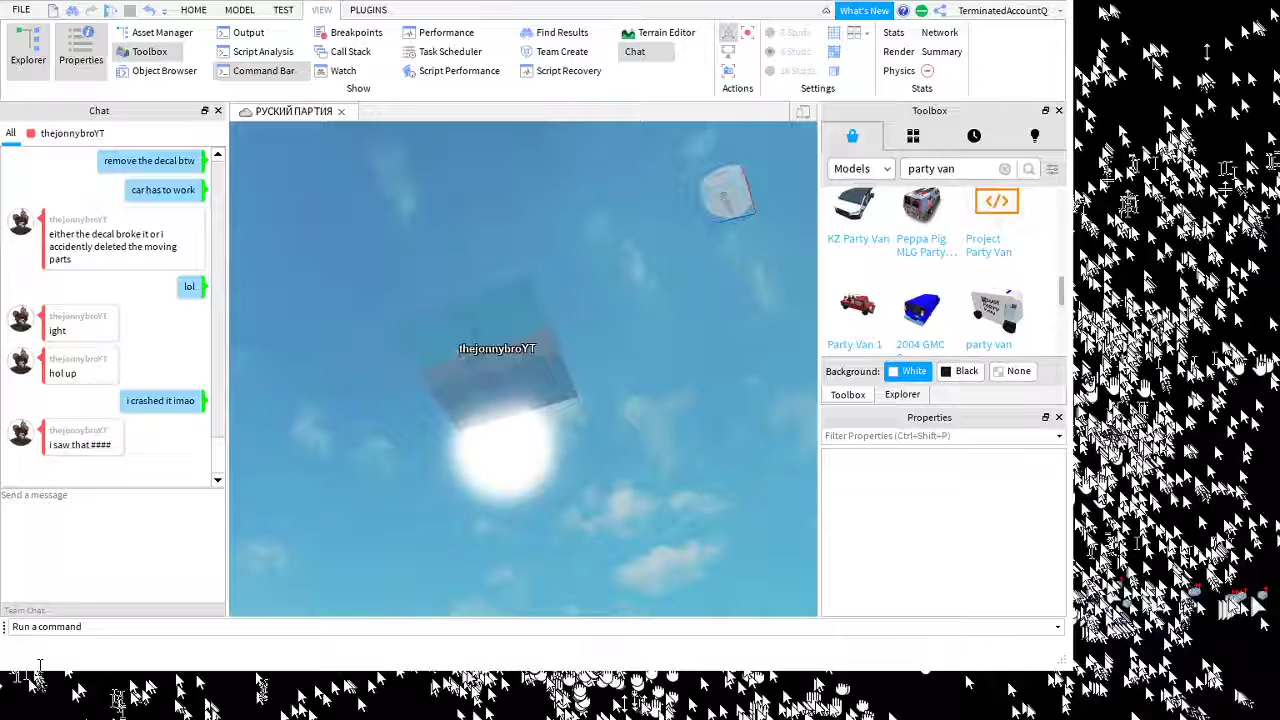 FILE
HOME
MODEL
TEST
VIEW
PLUGINS
What's New
TerminatedAccountQ
Explorer
Properties
Toolbox
Object Browser
Output
Script Analysis
Command Bar
Breakpoints
Call Stack
Watch
Performance
Task Scheduler
Script Performance
Find Results
Team Create
Script Recovery
Terrain Editor
Chat
Show
Actions
Settings
Stats
Network
Render
Summary
Physics
Stats
Chat
All
thejonnybroYT
remove the decal btw
car has to work
thejonnybroYT
either the decal broke it or i
accidently deleted the moving
parts
lol
thejonnybroYT
ight
thejonnybroYT
hol up
i crashed it imao
thejonnybroYT
i saw that ####
Send a message
Team Chat...
РУСКИЙ ПАРТИЯ
thejonnybroYT
Toolbox
Models
party van
KZ Party Van
Peppa Pig
MLG Party...
Project
Party Van
Party Van 1
2004 GMC
party van
Background:
White
Black
None
Toolbox
Explorer
Properties
Filter Properties (Ctrl+Shift+P)
Run a command